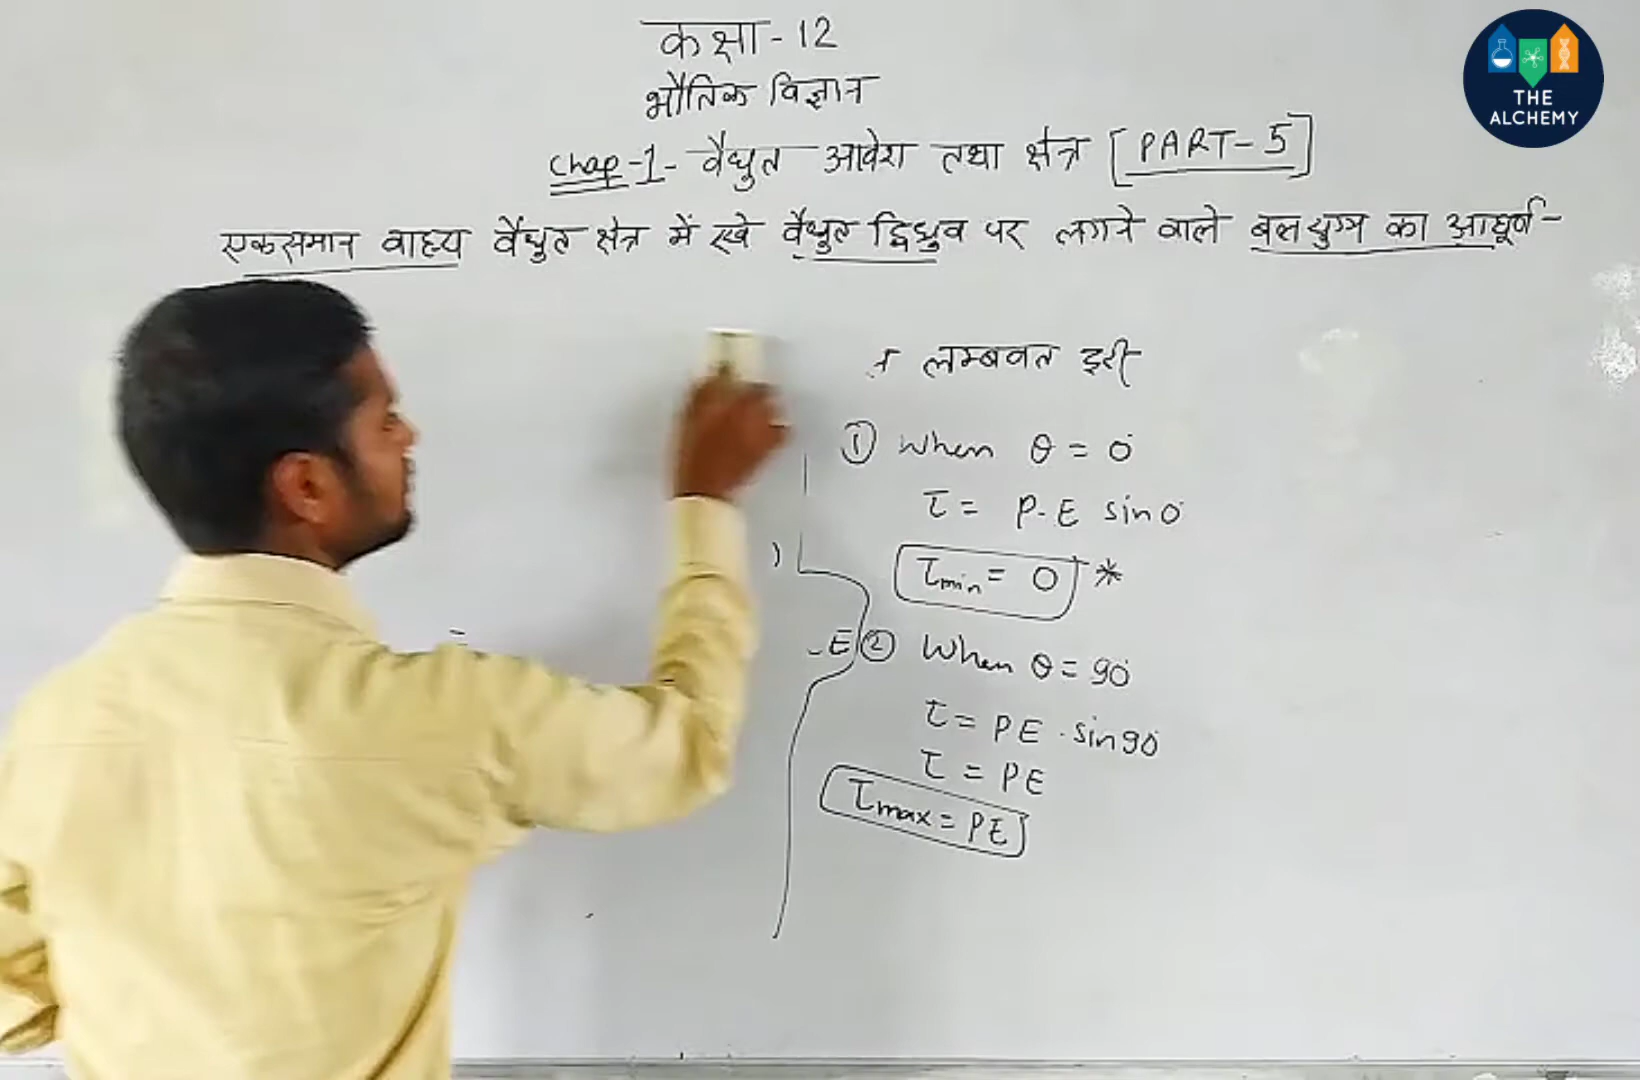 कक्षा-12
भौतिक विज्ञान
Chap-1- वैधुत आवेश तथा क्षेत्र [PART-5]
एकसमान वाह्य वैधुत क्षेत्र में रखे वैधुत द्विध्रुव पर लगने वाले बलयुग्म का आघूर्ण-
THE
ALCHEMY
× लम्बवत दूरी
① When θ = 0°
τ = P.E sin0°
τmin = 0 *
-E
② When θ = 90°
τ = PE . sin90°
τ = PE
τmax = PE